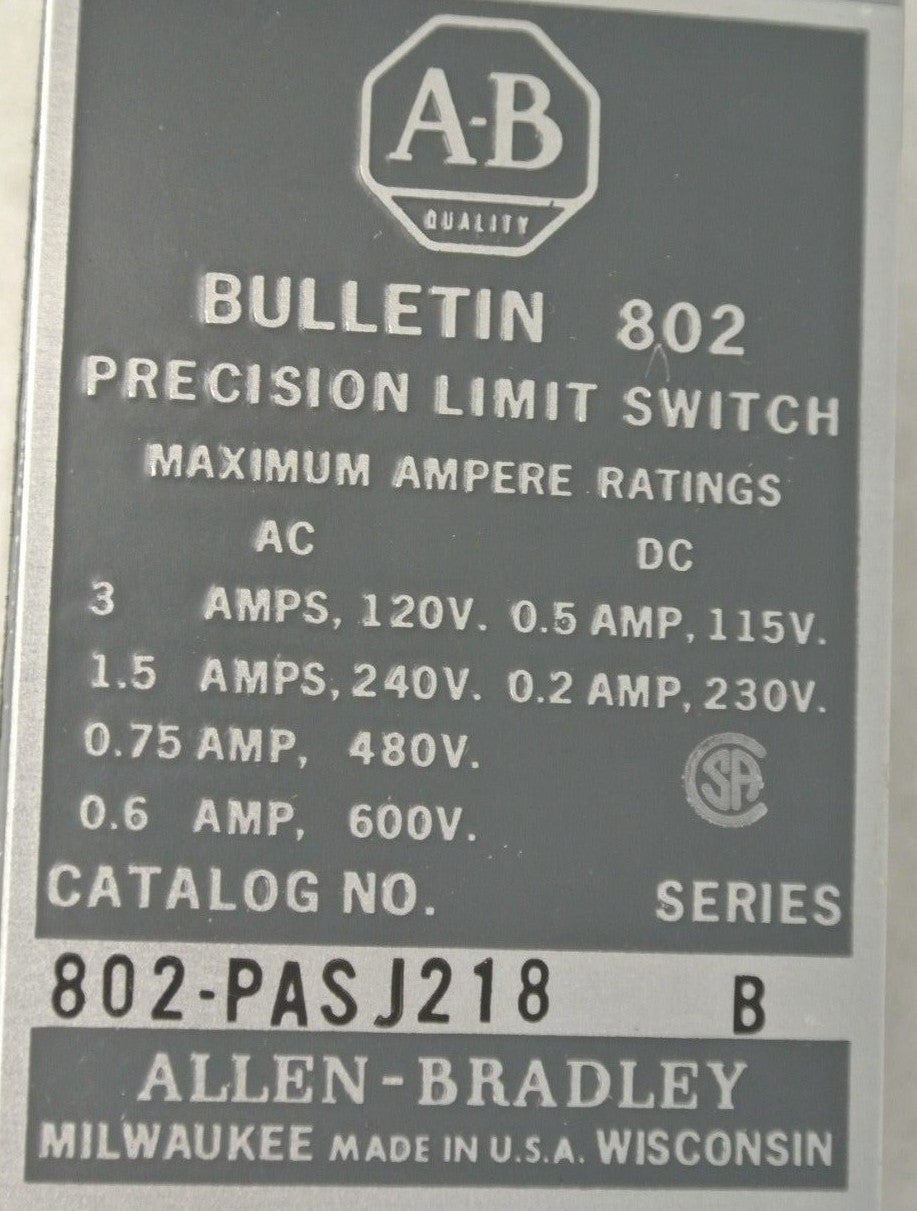 A-B
QUALITY
BULLETIN 802
PRECISION LIMIT SWITCH
MAXIMUM AMPERE RATINGS
AC DC
3 AMPS, 120V. 0.5 AMP, 115V.
1.5 AMPS, 240V. 0.2 AMP, 230V.
0.75 AMP, 480V.
CSA
0.6 AMP, 600V.
CATALOG NO. SERIES
802-PASJ218 B
ALLEN-BRADLEY
MILWAUKEE MADE IN U.S.A. WISCONSIN